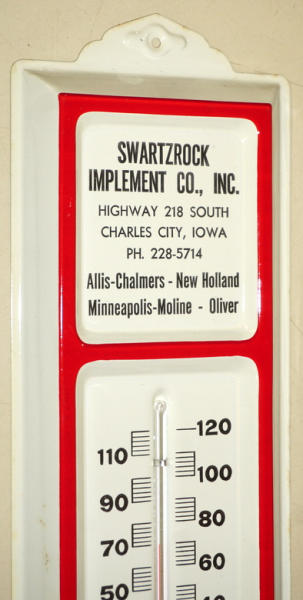 SWARTZROCK
IMPLEMENT CO., INC.
HIGHWAY 218 SOUTH
CHARLES CITY, IOWA
PH. 228-5714
Allis-Chalmers - New Holland
Minneapolis-Moline - Oliver
120
110
100
90
80
70
60
50
40